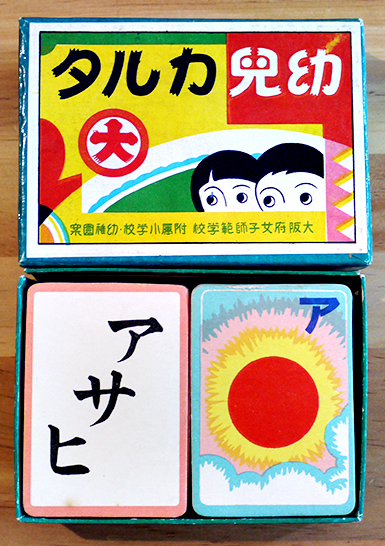 幼兒カルタ
大
大阪府女子師範学校 附属小学校・幼稚園案
アサヒ
ア